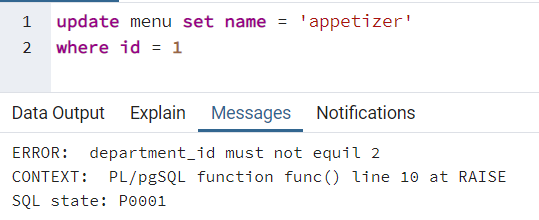 1 update menu set name = 'appetizer'
2 where id = 1
Data Output Explain Messages Notifications
ERROR: department_id must not equil 2
CONTEXT: PL/pgSQL function func() line 10 at RAISE
SQL state: P0001